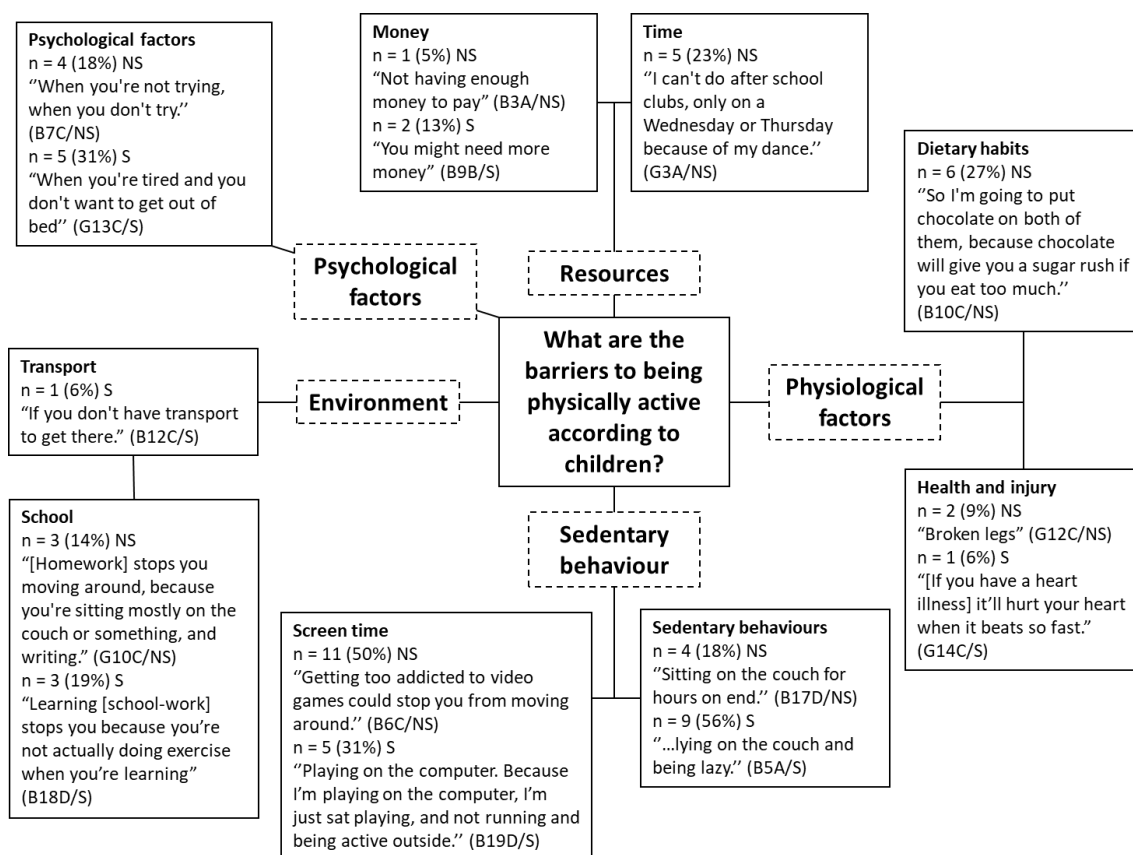 Psychological factors
n = 4 (18%) NS
‘’When you're not trying,
when you don't try.’’
(B7C/NS)
n = 5 (31%) S
“When you're tired and you
don't want to get out of
bed’’ (G13C/S)
Money
n = 1 (5%) NS
“Not having enough
money to pay” (B3A/NS)
n = 2 (13%) S
“You might need more
money” (B9B/S)
Time
n = 5 (23%) NS
‘’I can't do after school
clubs, only on a
Wednesday or Thursday
because of my dance.’’
(G3A/NS)
Dietary habits
n = 6 (27%) NS
‘’So I'm going to put
chocolate on both of
them, because chocolate
will give you a sugar rush if
you eat too much.’’
(B10C/NS)
Psychological
factors
Resources
What are the
barriers to being
physically active
according to
children?
Physiological
factors
Environment
Transport
n = 1 (6%) S
“If you don't have transport
to get there.” (B12C/S)
School
n = 3 (14%) NS
“[Homework] stops you
moving around, because
you're sitting mostly on the
couch or something, and
writing.” (G10C/NS)
n = 3 (19%) S
“Learning [school-work]
stops you because you’re
not actually doing exercise
when you’re learning”
(B18D/S)
Sedentary
behaviour
Health and injury
n = 2 (9%) NS
“Broken legs” (G12C/NS)
n = 1 (6%) S
“[If you have a heart
illness] it’ll hurt your heart
when it beats so fast.”
(G14C/S)
Screen time
n = 11 (50%) NS
‘’Getting too addicted to video
games could stop you from moving
around.’’ (B6C/NS)
n = 5 (31%) S
‘’Playing on the computer. Because
I’m playing on the computer, I’m
just sat playing, and not running and
being active outside.’’ (B19D/S)
Sedentary behaviours
n = 4 (18%) NS
‘’Sitting on the couch for
hours on end.’’ (B17D/NS)
n = 9 (56%) S
‘’…lying on the couch and
being lazy.’’ (B5A/S)